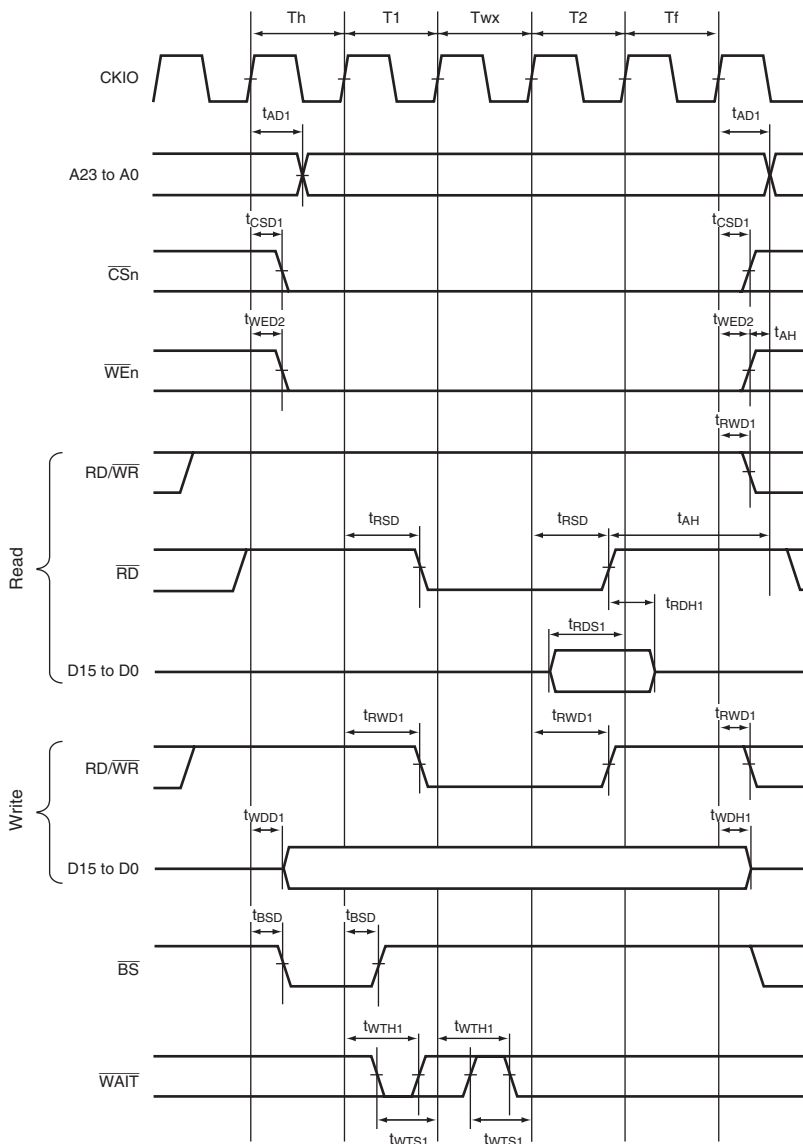 Th T1 Twx T2 Tf
CKIO
tAD1 tAD1
A23 to A0
tCSD1 tCSD1
CSn
tWED2 tWED2 tAH
WEn
tRWD1
Read
RD/WR
tRSD tRSD tAH
RD
tRDH1
tRDS1
D15 to D0
Write
tRWD1 tRWD1 tRWD1
RD/WR
tWDD1 tWDH1
D15 to D0
tBSD tBSD
BS
tWTH1 tWTH1
WAIT
tWTS1 tWTS1